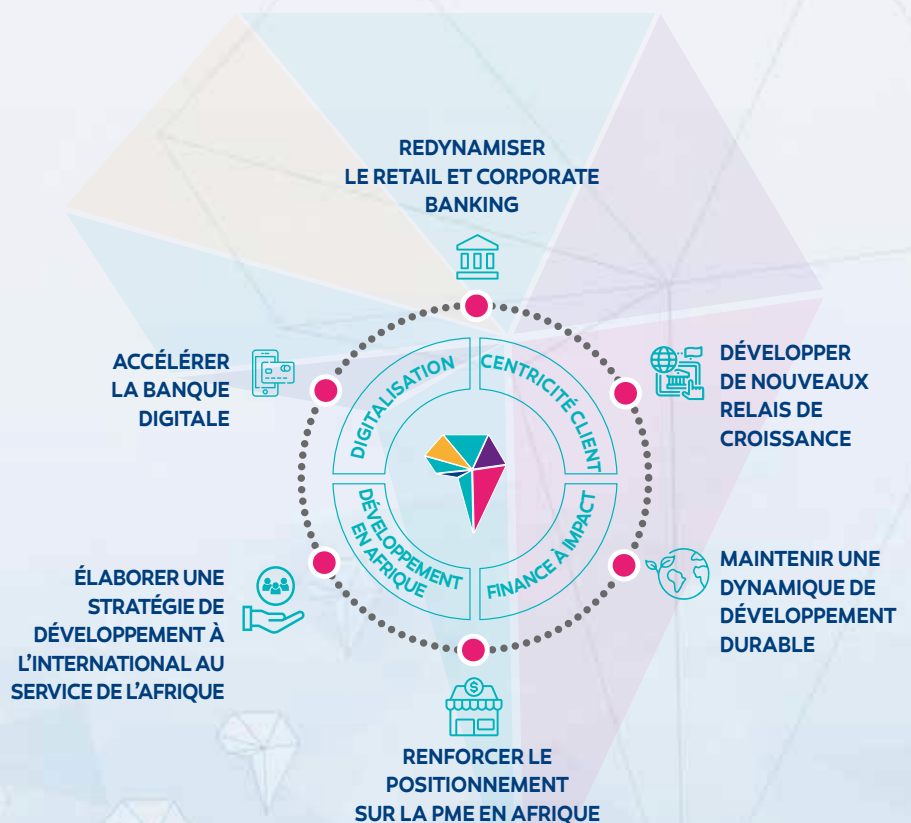 REDYNAMISER
LE RETAIL ET CORPORATE
BANKING
ACCÉLÉRER
LA BANQUE
DIGITALE
DÉVELOPPER
DE NOUVEAUX
RELAIS DE
CROISSANCE
DIGITALISATION
CENTRICITÉ CLIENT
DÉVELOPPEMENT
EN AFRIQUE
FINANCE À IMPACT
ÉLABORER UNE
STRATÉGIE DE
DÉVELOPPEMENT À
L'INTERNATIONAL AU
SERVICE DE L'AFRIQUE
MAINTENIR UNE
DYNAMIQUE DE
DÉVELOPPEMENT
DURABLE
$
RENFORCER LE
POSITIONNEMENT
SUR LA PME EN AFRIQUE